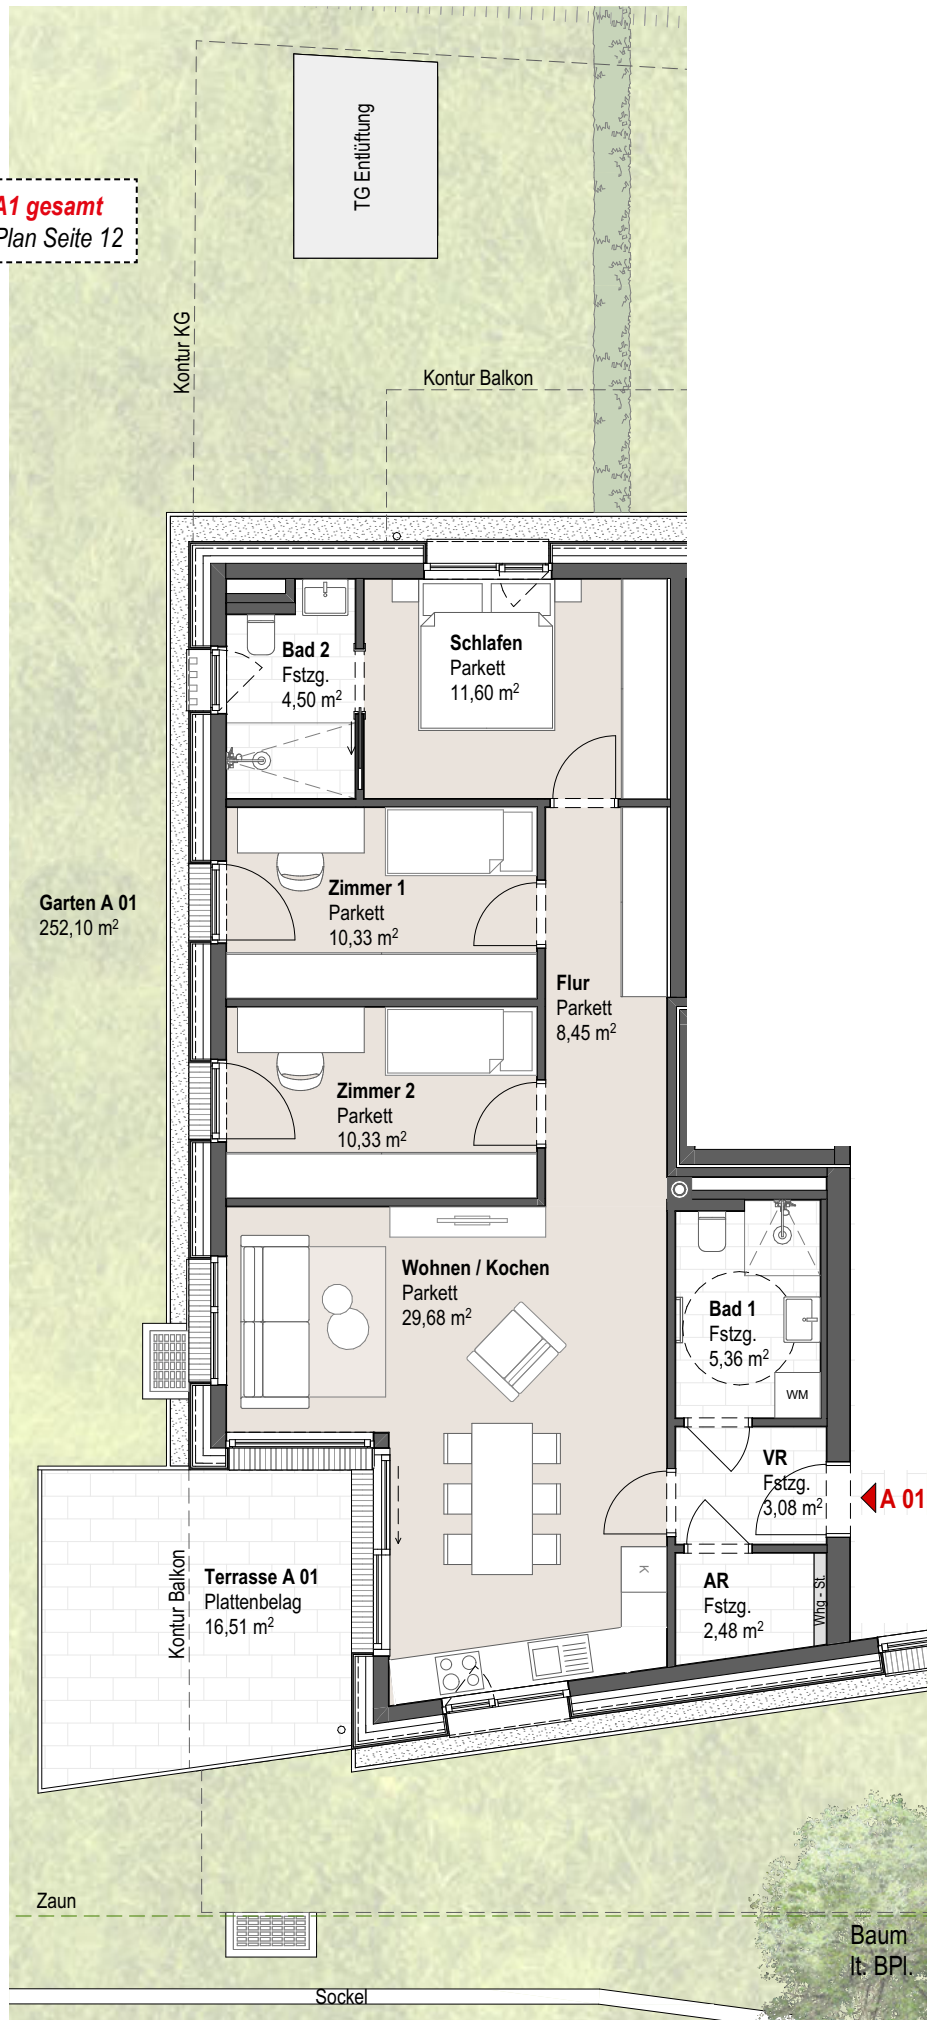 TG Entlüftung
A1 gesamt
Plan Seite 12
Kontur KG
Kontur Balkon
Bad 2
Fstzg.
4,50 m²
Schlafen
Parkett
11,60 m²
Garten A 01
252,10 m²
Zimmer 1
Parkett
10,33 m²
Flur
Parkett
8,45 m²
Zimmer 2
Parkett
10,33 m²
Wohnen / Kochen
Parkett
29,68 m²
Bad 1
Fstzg.
5,36 m²
WM
VR
Fstzg.
3,08 m²
A 01
Kontur Balkon
Terrasse A 01
Plattenbelag
16,51 m²
K
AR
Fstzg.
2,48 m²
Whg - St.
Zaun
Baum
lt. BPl.
Sockel